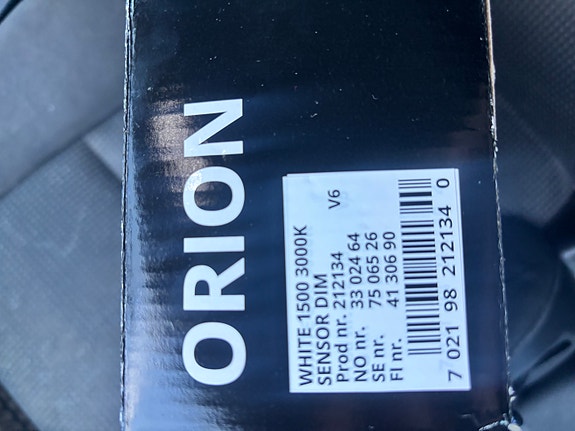 ORION
WHITE 1500 3000K
SENSOR DIM V6
Prod nr. 212134
NO nr. 33 024 64
SE nr. 75 065 26
FI nr. 41 306 90
7 021 98 212134 0